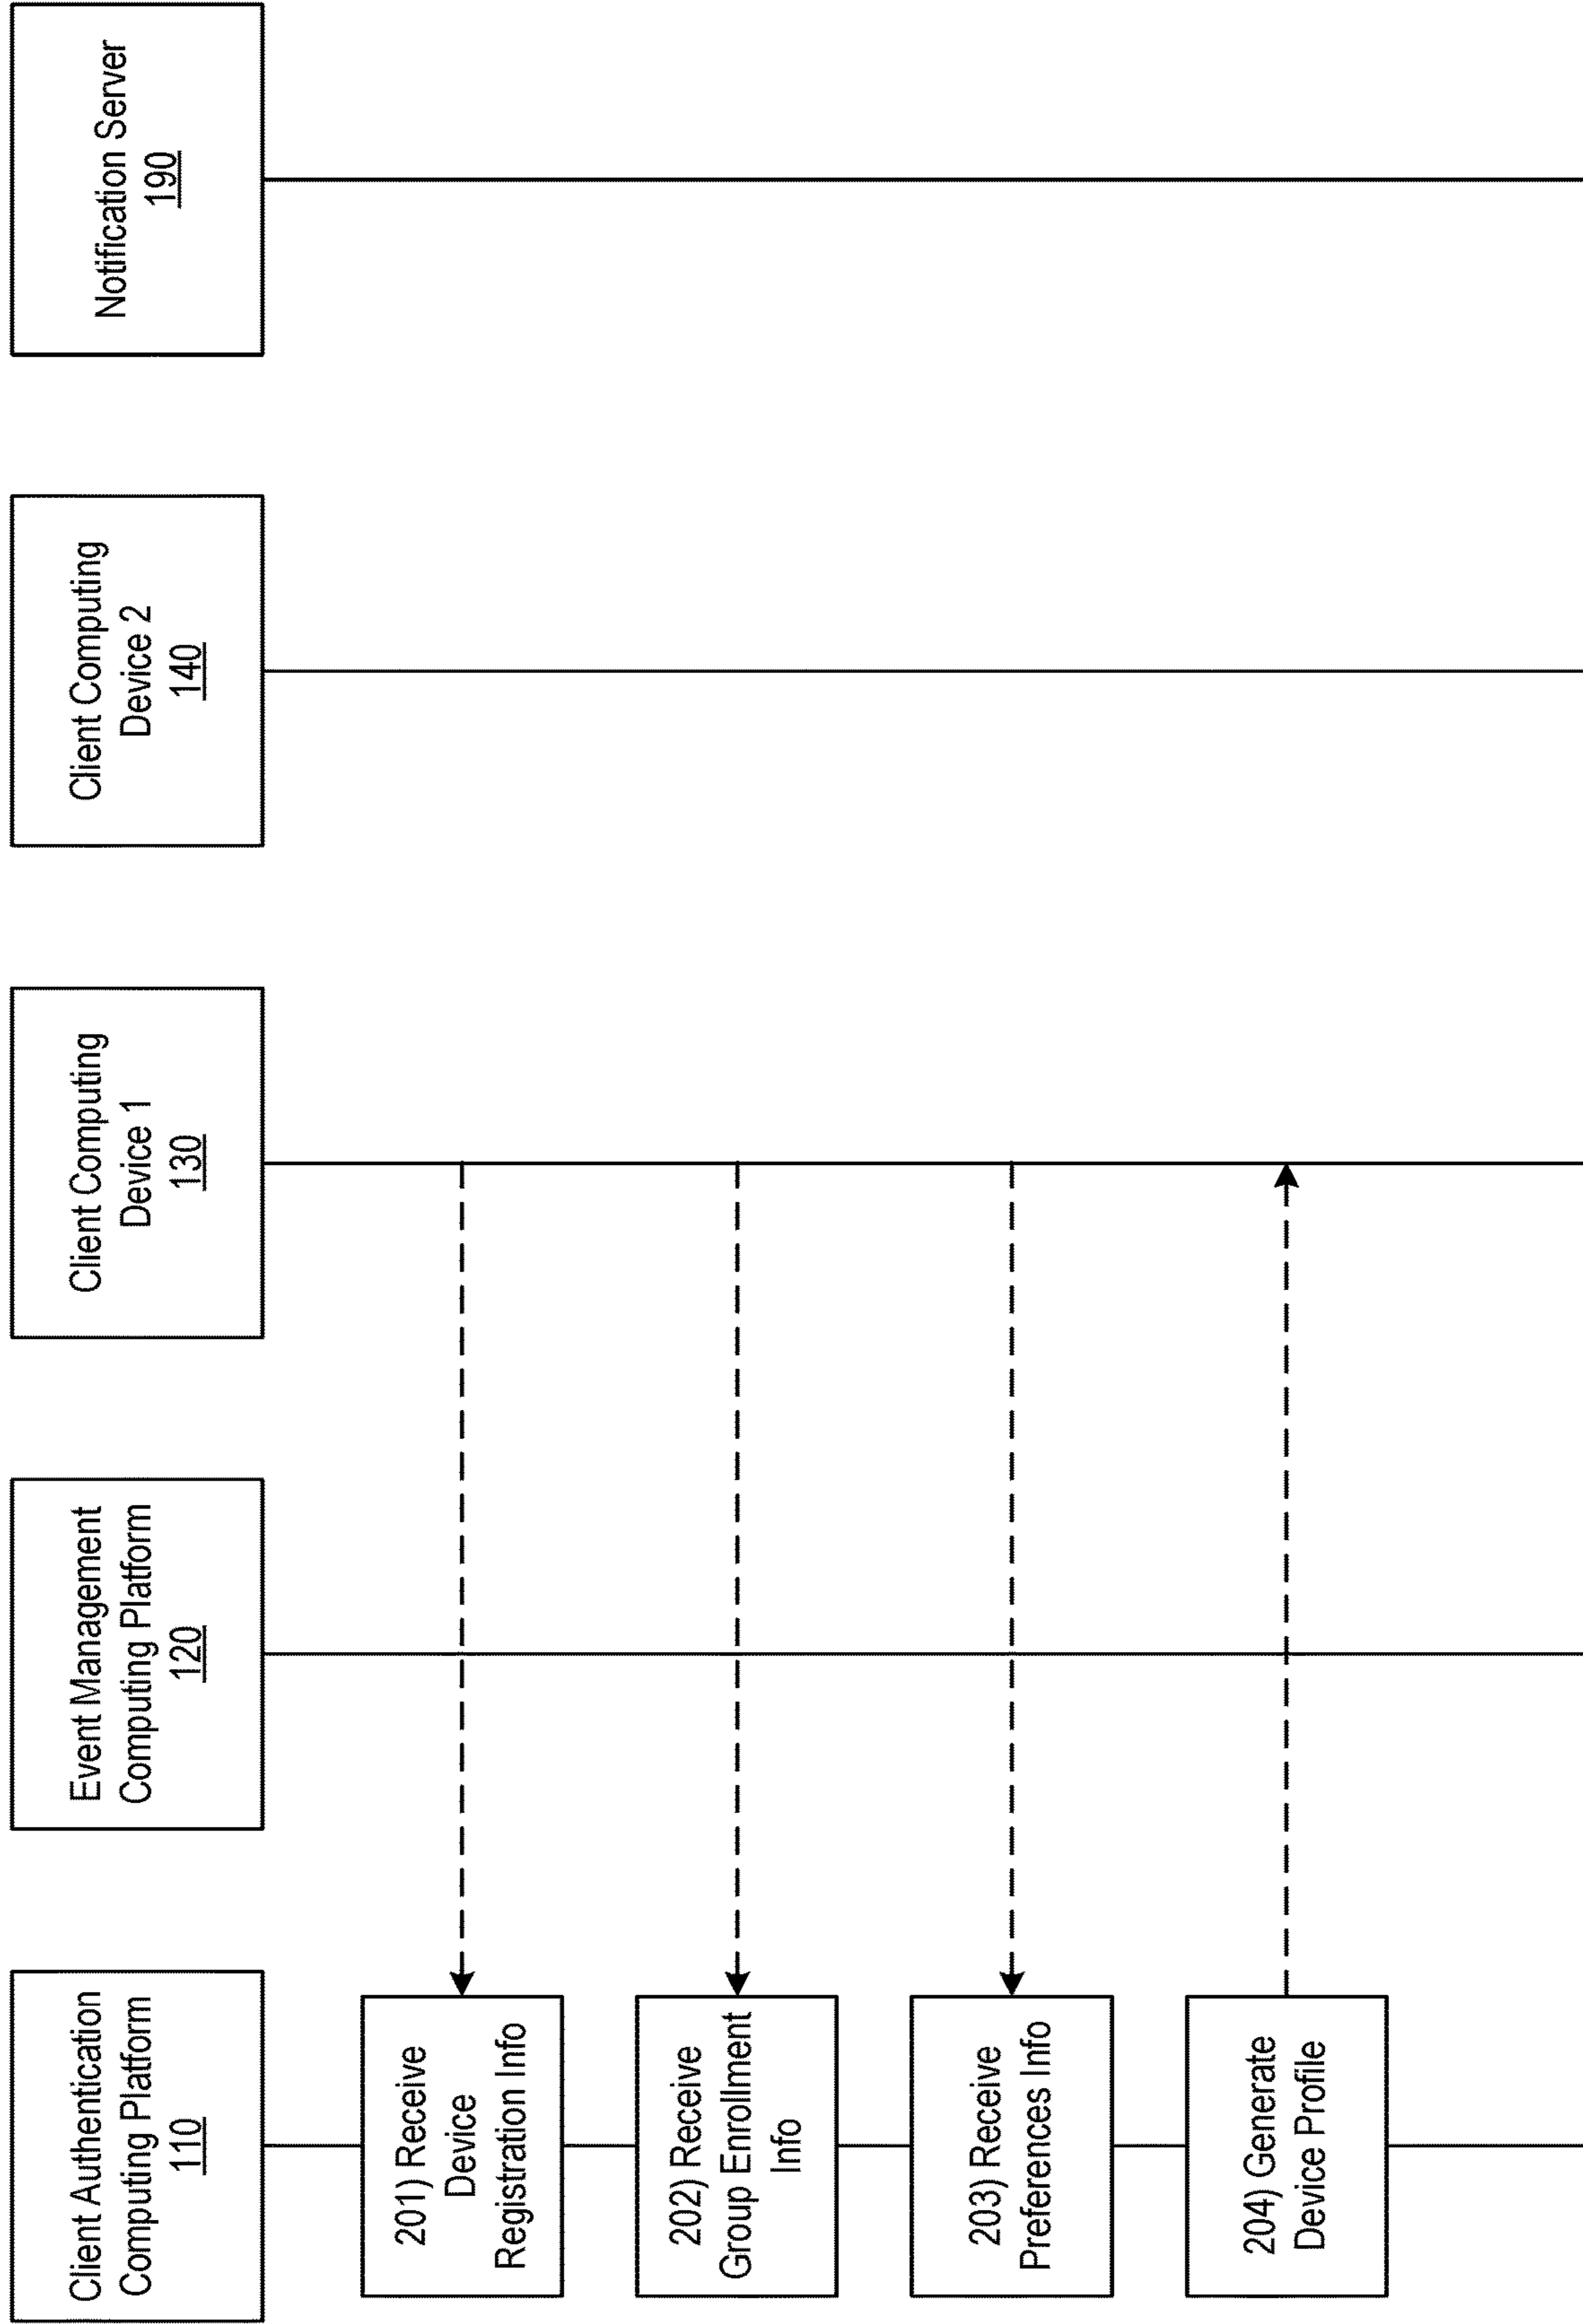 Client Authentication
Computing Platform
110
Event Management
Computing Platform
120
Client Computing
Device 1
130
Client Computing
Device 2
140
Notification Server
190
201) Receive
Device
Registration Info
202) Receive
Group Enrollment
Info
203) Receive
Preferences Info
204) Generate
Device Profile